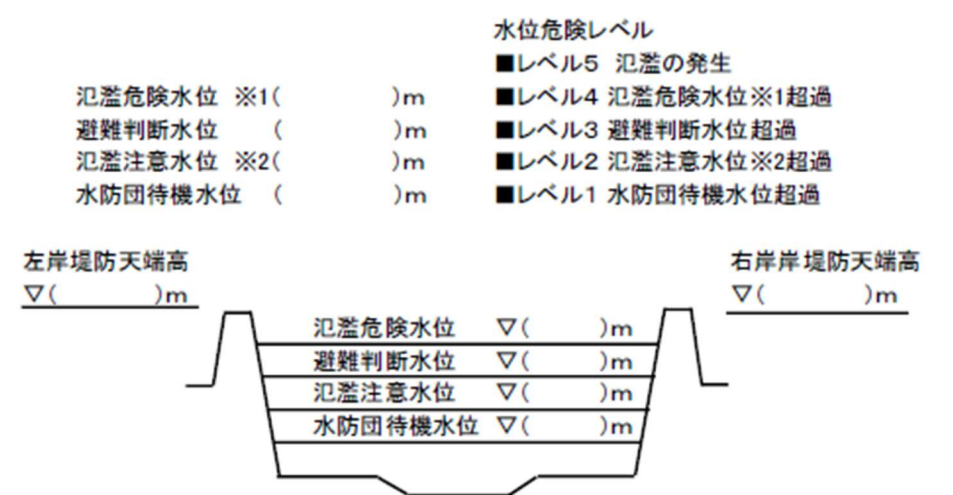 水位危険レベル
■レベル5 氾濫の発生
氾濫危険水位 ※1( )m ■レベル4 氾濫危険水位※1超過
避難判断水位 ( )m ■レベル3 避難判断水位超過
氾濫注意水位 ※2( )m ■レベル2 氾濫注意水位※2超過
水防団待機水位 ( )m ■レベル1 水防団待機水位超過
左岸堤防天端高 右岸岸堤防天端高
▽( )m ▽( )m
氾濫危険水位 ▽( )m
避難判断水位 ▽( )m
氾濫注意水位 ▽( )m
水防団待機水位 ▽( )m